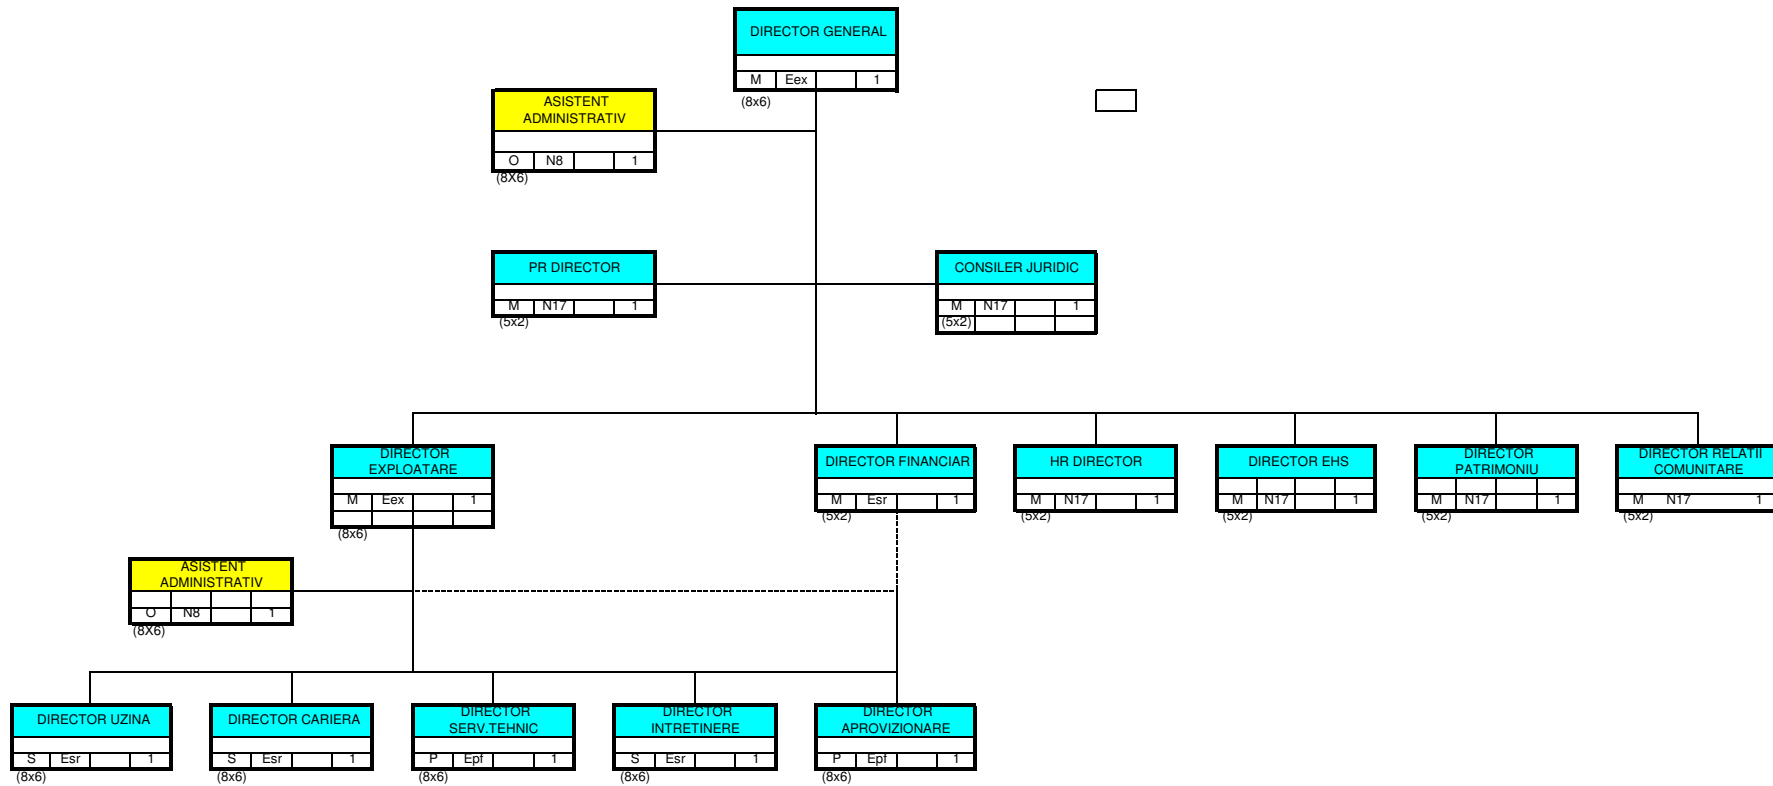 DIRECTOR GENERAL
M Eex 1
(8x6)
ASISTENT
ADMINISTRATIV
O N8 1
(8X6)
PR DIRECTOR
M N17 1
(5x2)
CONSILER JURIDIC
M N17 1
(5x2)
DIRECTOR
EXPLOATARE
M Eex 1
(8x6)
DIRECTOR FINANCIAR
M Esr 1
(5x2)
HR DIRECTOR
M N17 1
(5x2)
DIRECTOR EHS
M N17 1
(5x2)
DIRECTOR
PATRIMONIU
M N17 1
(5x2)
DIRECTOR RELATII
COMUNITARE
M N17 1
(5x2)
ASISTENT
ADMINISTRATIV
O N8 1
(8X6)
DIRECTOR UZINA
S Esr 1
(8x6)
DIRECTOR CARIERA
S Esr 1
(8x6)
DIRECTOR
SERV.TEHNIC
P Epf 1
(8x6)
DIRECTOR
INTRETINERE
S Esr 1
(8x6)
DIRECTOR
APROVIZIONARE
P Epf 1
(8x6)